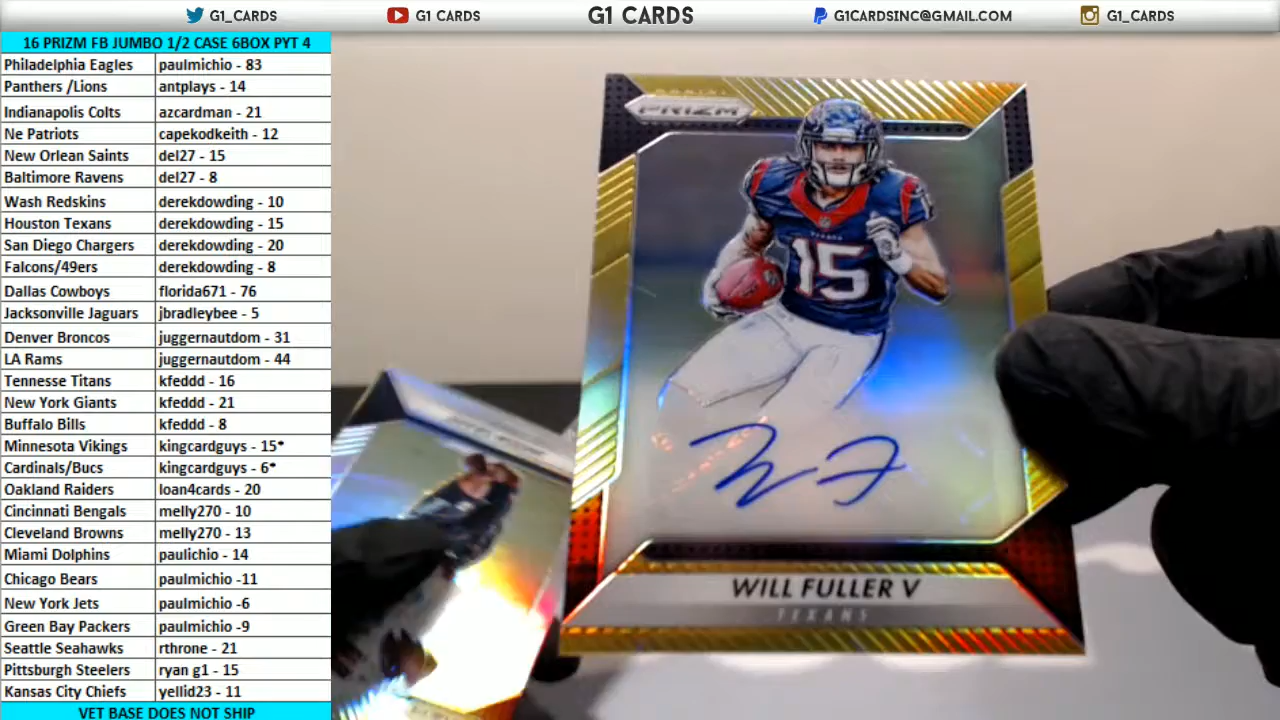 G1_CARDS
G1 CARDS
G1 CARDS
G1CARDSINC@GMAIL.COM
G1_CARDS
16 PRIZM FB JUMBO 1/2 CASE 6BOX PYT 4
Philadelphia Eagles paulmichio - 83
Panthers /Lions antplays - 14
Indianapolis Colts azcardman - 21
Ne Patriots capekodkeith - 12
New Orlean Saints del27 - 15
Baltimore Ravens del27 - 8
Wash Redskins derekdowding - 10
Houston Texans derekdowding - 15
San Diego Chargers derekdowding - 20
Falcons/49ers derekdowding - 8
Dallas Cowboys florida671 - 76
Jacksonville Jaguars jbradleybee - 5
Denver Broncos juggernautdom - 31
LA Rams juggernautdom - 44
Tennesse Titans kfeddd - 16
New York Giants kfeddd - 21
Buffalo Bills kfeddd - 8
Minnesota Vikings kingcardguys - 15*
Cardinals/Bucs kingcardguys - 6*
Oakland Raiders loan4cards - 20
Cincinnati Bengals melly270 - 10
Cleveland Browns melly270 - 13
Miami Dolphins paulichio - 14
Chicago Bears paulmichio -11
New York Jets paulmichio -6
Green Bay Packers paulmichio -9
Seattle Seahawks rthrone - 21
Pittsburgh Steelers ryan g1 - 15
Kansas City Chiefs yellid23 - 11
VET BASE DOES NOT SHIP
PANINI
PRIZM
TEXANS
15
WILL FULLER V
TEXANS